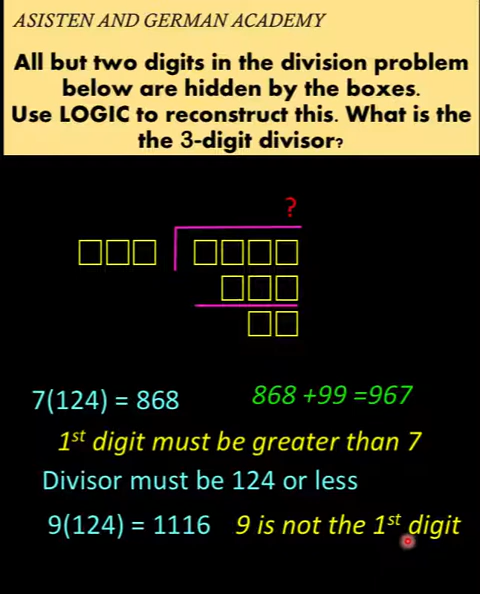 ASISTEN AND GERMAN ACADEMY
All but two digits in the division problem
below are hidden by the boxes.
Use LOGIC to reconstruct this. What is the
the 3-digit divisor?
?
□□□ □□□□
□□□
□□
7(124) = 868 868 +99 =967
1st digit must be greater than 7
Divisor must be 124 or less
9(124) = 1116 9 is not the 1st digit